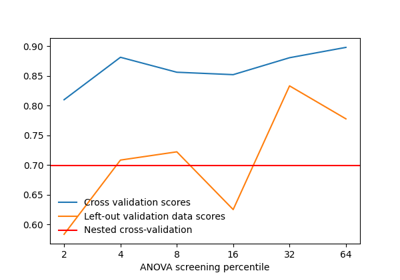 0.90
0.85
0.80
0.75
0.70
0.65
0.60
Cross validation scores
Left-out validation data scores
Nested cross-validation
2 4 8 16 32 64
ANOVA screening percentile